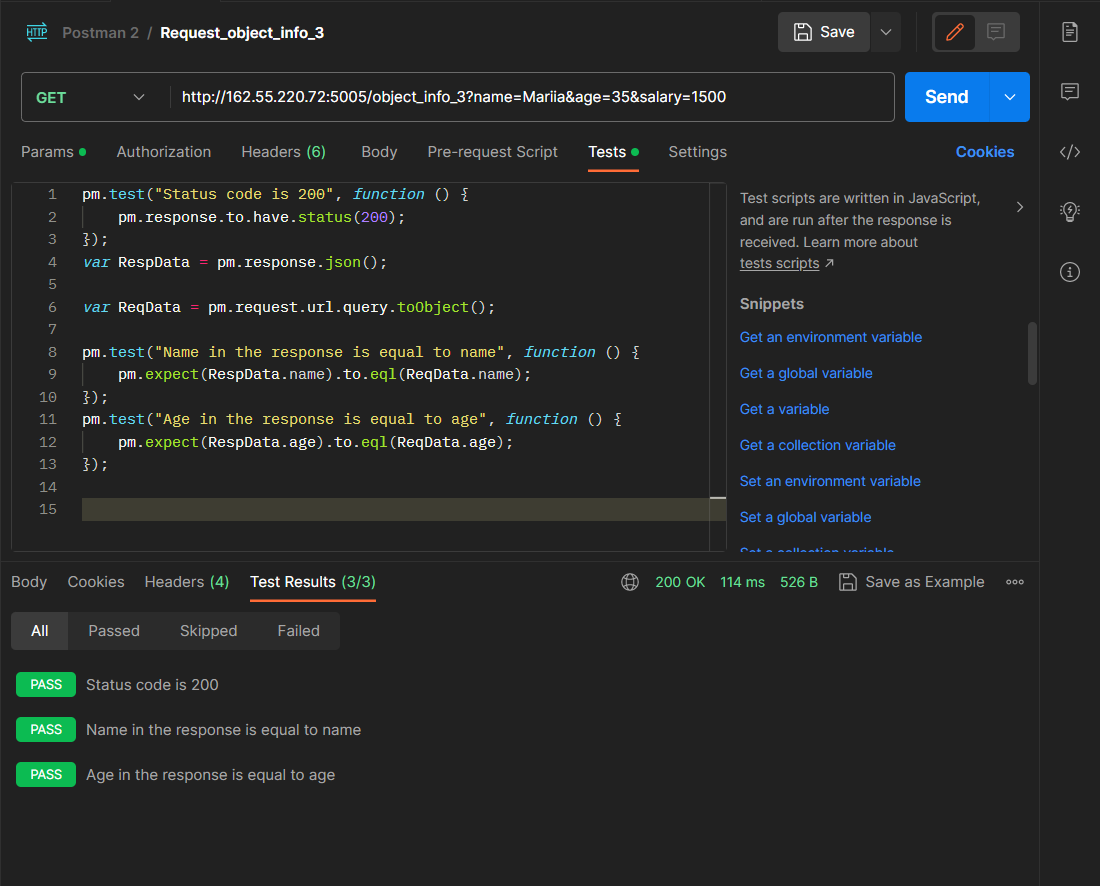 HTTP Postman 2 / Request_object_info_3 Save
GET http://162.55.220.72:5005/object_info_3?name=Mariia&age=35&salary=1500 Send
Params Authorization Headers (6) Body Pre-request Script Tests Settings Cookies
1 pm.test("Status code is 200", function () {
2 pm.response.to.have.status(200);
3 });
4 var RespData = pm.response.json();
5
6 var ReqData = pm.request.url.query.toObject();
7
8 pm.test("Name in the response is equal to name", function () {
9 pm.expect(RespData.name).to.eql(ReqData.name);
10 });
11 pm.test("Age in the response is equal to age", function () {
12 pm.expect(RespData.age).to.eql(ReqData.age);
13 });
14
15
Test scripts are written in JavaScript,
and are run after the response is
received. Learn more about
tests scripts ↗
Snippets
Get an environment variable
Get a global variable
Get a variable
Get a collection variable
Set an environment variable
Set a global variable
Set a collection variable
Body Cookies Headers (4) Test Results (3/3) 200 OK 114 ms 526 B Save as Example
All Passed Skipped Failed
PASS Status code is 200
PASS Name in the response is equal to name
PASS Age in the response is equal to age